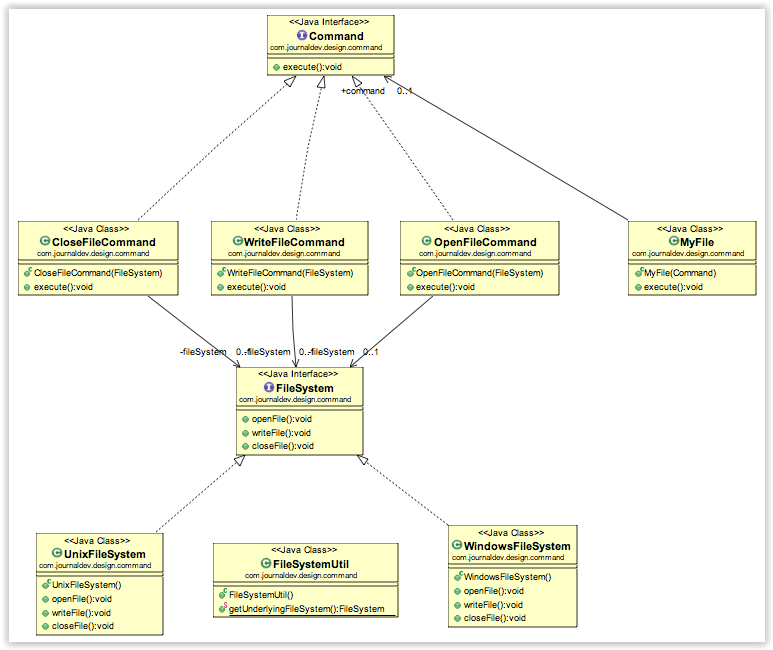 <<Java Interface>>
Command
com.journaldev.design.command
execute():void
+command 0..1
<<Java Class>>
CloseFileCommand
com.journaldev.design.command
CloseFileCommand(FileSystem)
execute():void
<<Java Class>>
WriteFileCommand
com.journaldev.design.command
WriteFileCommand(FileSystem)
execute():void
<<Java Class>>
OpenFileCommand
com.journaldev.design.command
OpenFileCommand(FileSystem)
execute():void
<<Java Class>>
MyFile
com.journaldev.design.command
MyFile(Command)
execute():void
-fileSystem 0..-fileSystem 0..-fileSystem 0..1
<<Java Interface>>
FileSystem
com.journaldev.design.command
openFile():void
writeFile():void
closeFile():void
<<Java Class>>
UnixFileSystem
com.journaldev.design.command
UnixFileSystem()
openFile():void
writeFile():void
closeFile():void
<<Java Class>>
FileSystemUtil
com.journaldev.design.command
FileSystemUtil()
getUnderlyingFileSystem():FileSystem
<<Java Class>>
WindowsFileSystem
com.journaldev.design.command
WindowsFileSystem()
openFile():void
writeFile():void
closeFile():void